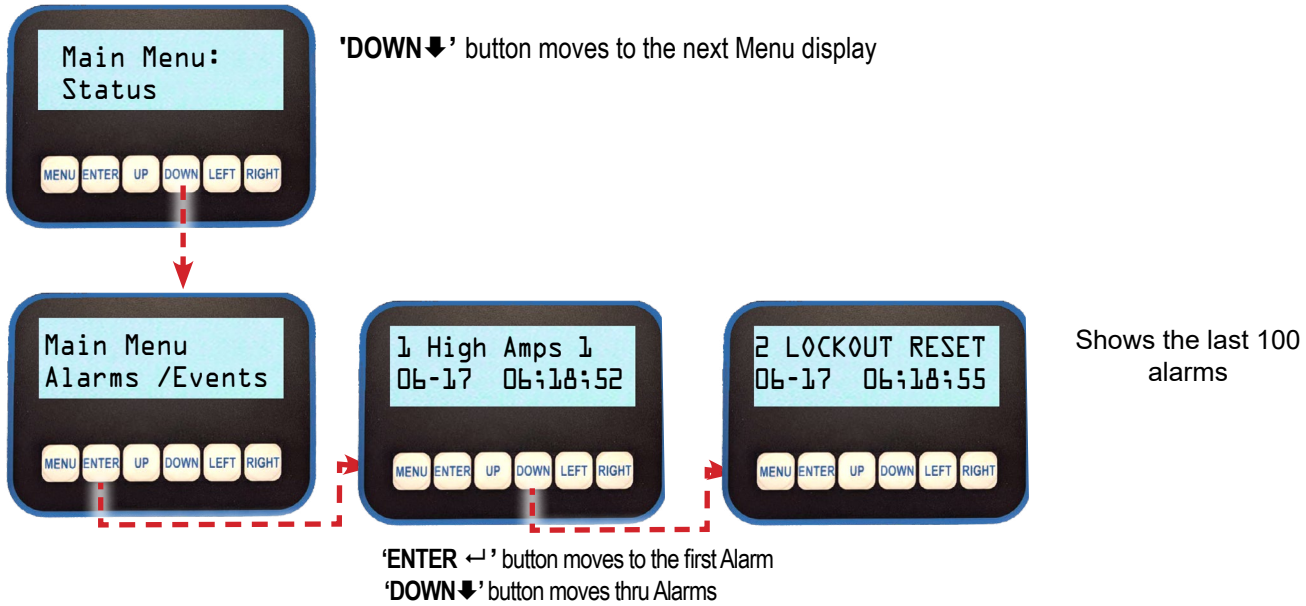 Main Menu:
Status
'DOWN⬇' button moves to the next Menu display
MENU ENTER UP DOWN LEFT RIGHT
Main Menu
Alarms /Events
MENU ENTER UP DOWN LEFT RIGHT
1 High Amps 1
06-17 06;18;52
MENU ENTER UP DOWN LEFT RIGHT
2 LOCKOUT RESET
06-17 06;18;55
MENU ENTER UP DOWN LEFT RIGHT
Shows the last 100
alarms
‘ENTER ↵’ button moves to the first Alarm
‘DOWN⬇’ button moves thru Alarms